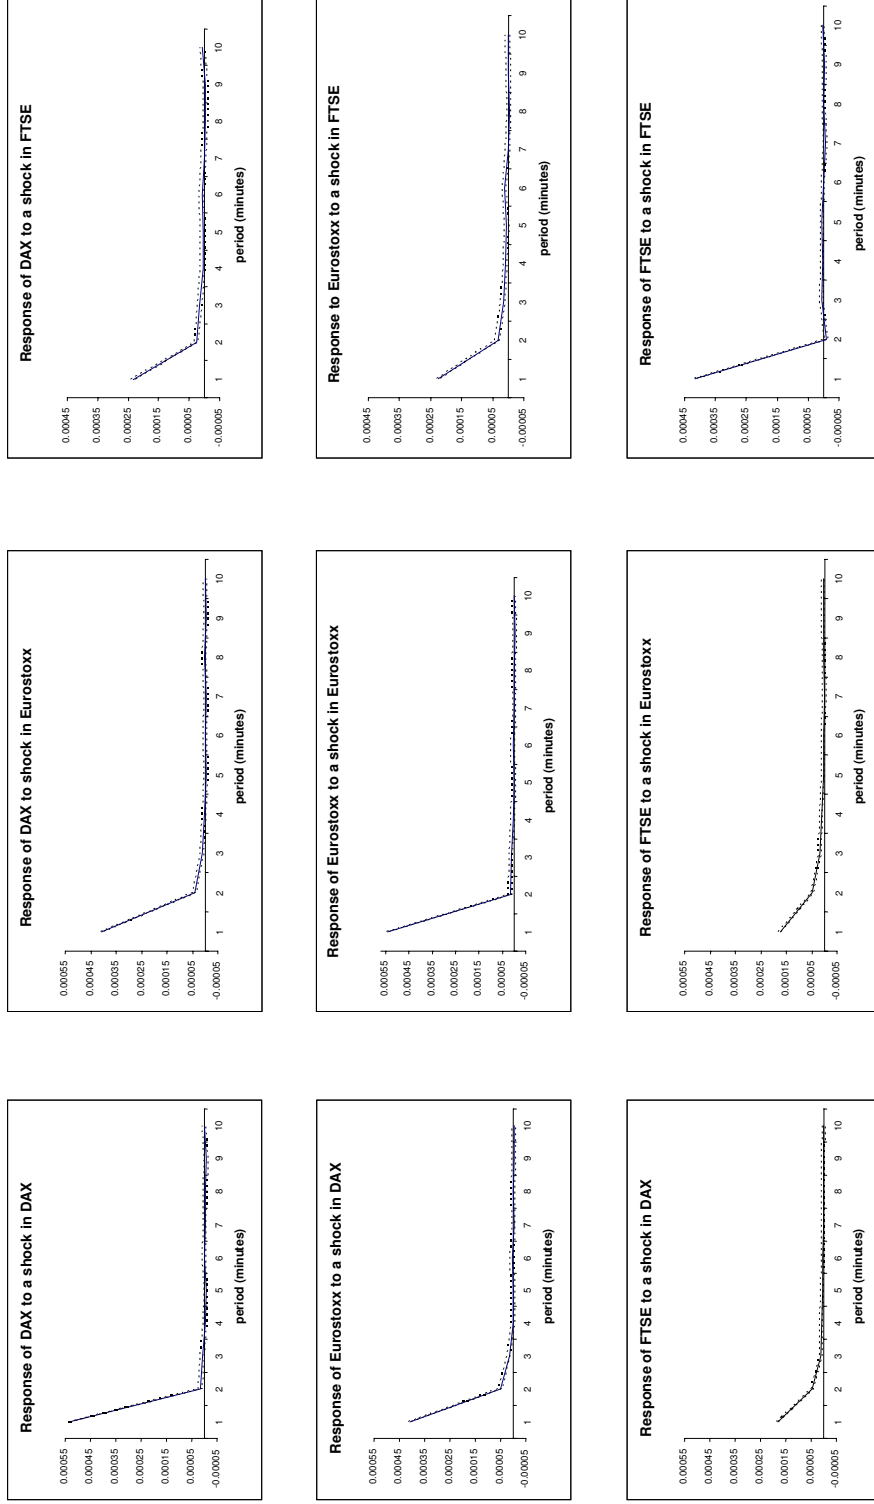 Response of DAX to a shock in DAX
0.00055
0.00045
0.00035
0.00025
0.00015
0.00005
-0.00005
1 2 3 4 5 6 7 8 9 10
period (minutes)
Response of DAX to shock in Eurostoxx
0.00055
0.00045
0.00035
0.00025
0.00015
0.00005
-0.00005
1 2 3 4 5 6 7 8 9 10
period (minutes)
Response of DAX to a shock in FTSE
0.00045
0.00035
0.00025
0.00015
0.00005
-0.00005
1 2 3 4 5 6 7 8 9 10
period (minutes)
Response of Eurostoxx to a shock in DAX
0.00055
0.00045
0.00035
0.00025
0.00015
0.00005
-0.00005
1 2 3 4 5 6 7 8 9 10
period (minutes)
Response of Eurostoxx to a shock in Eurostoxx
0.00055
0.00045
0.00035
0.00025
0.00015
0.00005
-0.00005
1 2 3 4 5 6 7 8 9 10
period (minutes)
Response to Eurostoxx to a shock in FTSE
0.00045
0.00035
0.00025
0.00015
0.00005
-0.00005
1 2 3 4 5 6 7 8 9 10
period (minutes)
Response of FTSE to a shock in DAX
0.00055
0.00045
0.00035
0.00025
0.00015
0.00005
-0.00005
1 2 3 4 5 6 7 8 9 10
period (minutes)
Response of FTSE to a shock in Eurostoxx
0.00055
0.00045
0.00035
0.00025
0.00015
0.00005
-0.00005
1 2 3 4 5 6 7 8 9 10
period (minutes)
Response of FTSE to a shock in FTSE
0.00045
0.00035
0.00025
0.00015
0.00005
-0.00005
1 2 3 4 5 6 7 8 9 10
period (minutes)